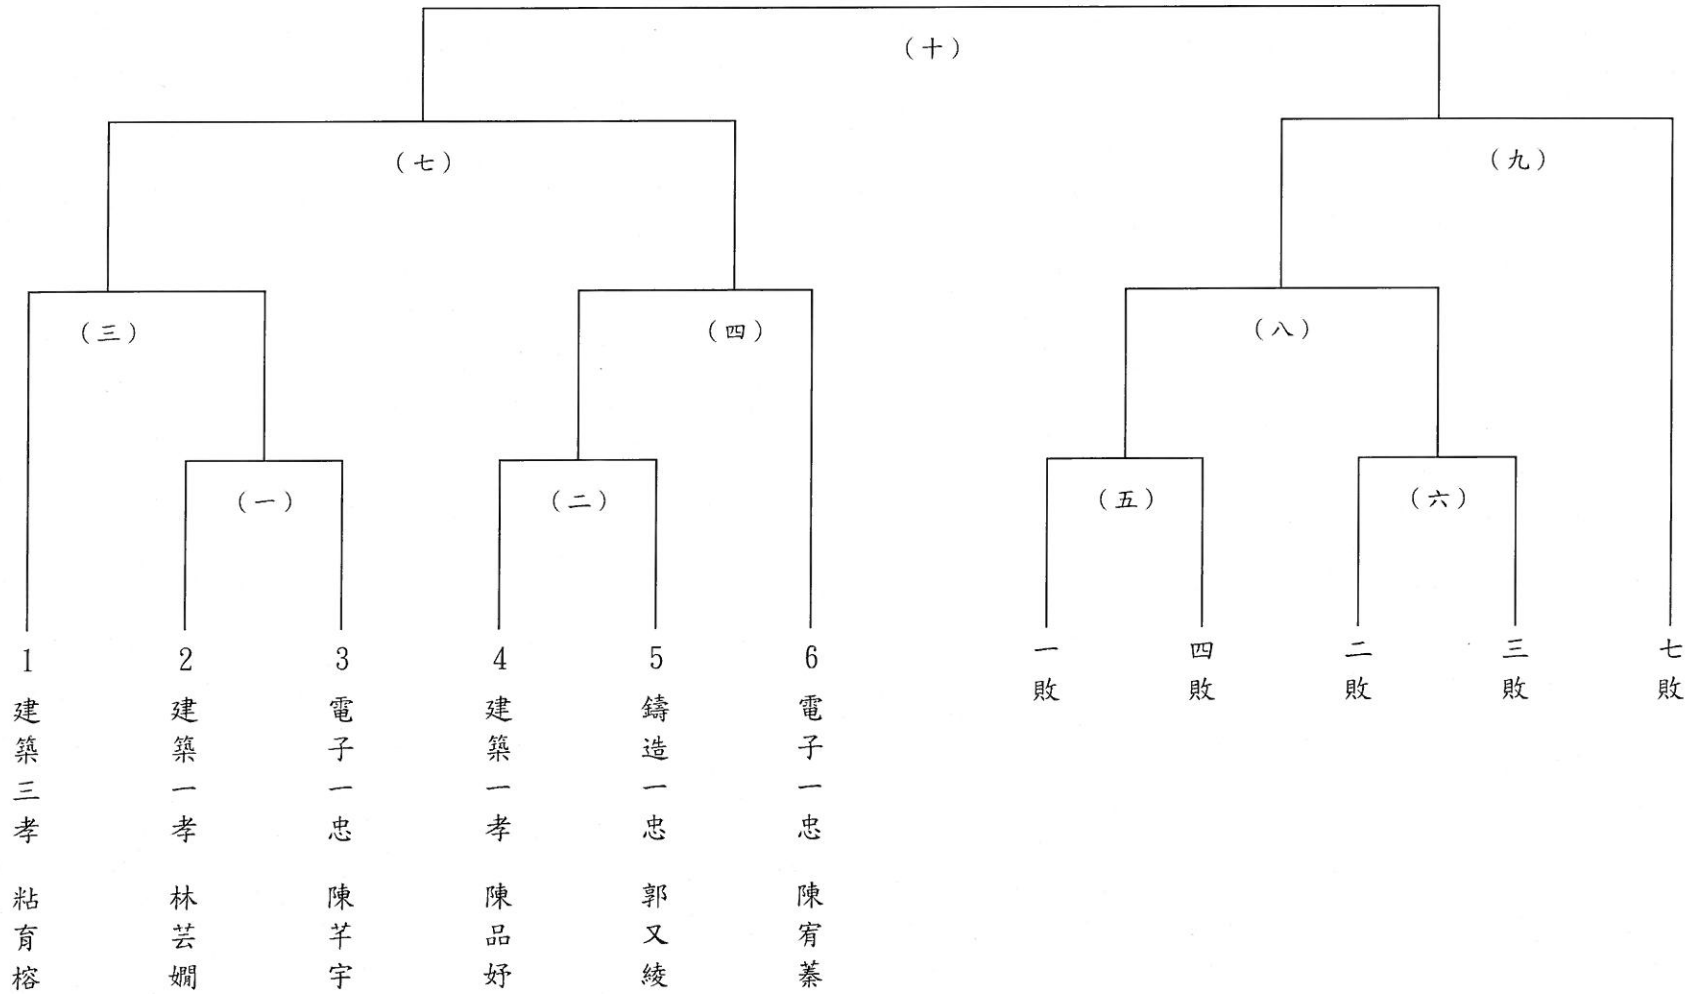 (十)
(七)
(九)
(三)
(四)
(八)
(一)
(二)
(五)
(六)
1 建築三孝 粘育榕
2 建築一孝 林芸嫺
3 電子一忠 陳芊宇
4 建築一孝 陳品妤
5 鑄造一忠 郭又綾
6 電子一忠 陳宥蓁
一敗
四敗
二敗
三敗
七敗